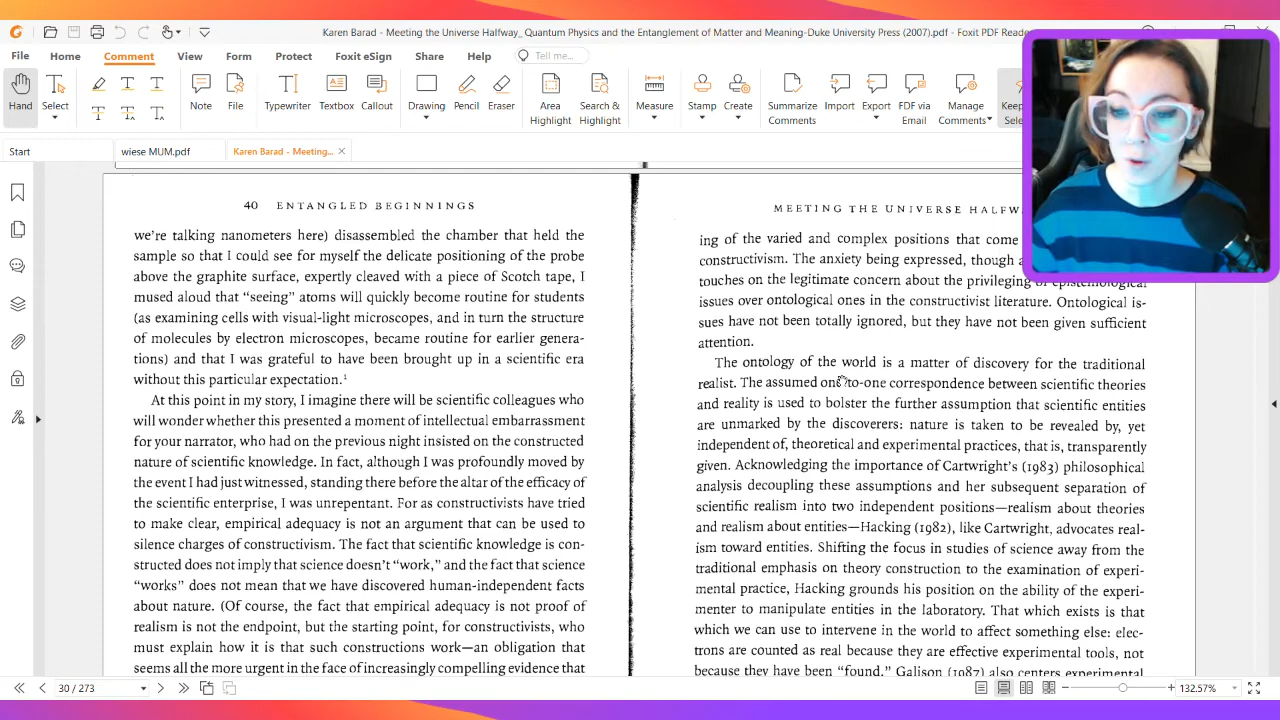 Karen Barad - Meeting the Universe Halfway_ Quantum Physics and the Entanglement of Matter and Meaning-Duke University Press (2007).pdf - Foxit PDF Reader
File Home Comment View Form Protect Foxit eSign Share Help Tell me...
Hand Select Note File Typewriter Textbox Callout Drawing Pencil Eraser Area Highlight Search & Highlight Measure Stamp Create Summarize Comments Import Export FDF via Email Manage Comments Keep
Start wiese MUM.pdf Karen Barad - Meeting...
40 ENTANGLED BEGINNINGS
we’re talking nanometers here) disassembled the chamber that held the
sample so that I could see for myself the delicate positioning of the probe
above the graphite surface, expertly cleaved with a piece of Scotch tape, I
mused aloud that “seeing” atoms will quickly become routine for students
(as examining cells with visual-light microscopes, and in turn the structure
of molecules by electron microscopes, became routine for earlier genera-
tions) and that I was grateful to have been brought up in a scientific era
without this particular expectation.¹
At this point in my story, I imagine there will be scientific colleagues who
will wonder whether this presented a moment of intellectual embarrassment
for your narrator, who had on the previous night insisted on the constructed
nature of scientific knowledge. In fact, although I was profoundly moved by
the event I had just witnessed, standing there before the altar of the efficacy of
the scientific enterprise, I was unrepentant. For as constructivists have tried
to make clear, empirical adequacy is not an argument that can be used to
silence charges of constructivism. The fact that scientific knowledge is con-
structed does not imply that science doesn’t “work,” and the fact that science
“works” does not mean that we have discovered human-independent facts
about nature. (Of course, the fact that empirical adequacy is not proof of
realism is not the endpoint, but the starting point, for constructivists, who
must explain how it is that such constructions work—an obligation that
seems all the more urgent in the face of increasingly compelling evidence that
MEETING THE UNIVERSE HALFW
ing of the varied and complex positions that come
constructivism. The anxiety being expressed, though a
touches on the legitimate concern about the privileging of epistemological
issues over ontological ones in the constructivist literature. Ontological is-
sues have not been totally ignored, but they have not been given sufficient
attention.
The ontology of the world is a matter of discovery for the traditional
realist. The assumed one-to-one correspondence between scientific theories
and reality is used to bolster the further assumption that scientific entities
are unmarked by the discoverers: nature is taken to be revealed by, yet
independent of, theoretical and experimental practices, that is, transparently
given. Acknowledging the importance of Cartwright’s (1983) philosophical
analysis decoupling these assumptions and her subsequent separation of
scientific realism into two independent positions—realism about theories
and realism about entities—Hacking (1982), like Cartwright, advocates real-
ism toward entities. Shifting the focus in studies of science away from the
traditional emphasis on theory construction to the examination of experi-
mental practice, Hacking grounds his position on the ability of the experi-
menter to manipulate entities in the laboratory. That which exists is that
which we can use to intervene in the world to affect something else: elec-
trons are counted as real because they are effective experimental tools, not
because they have been “found.” Galison (1987) also centers experimental
30 / 273 132.57%